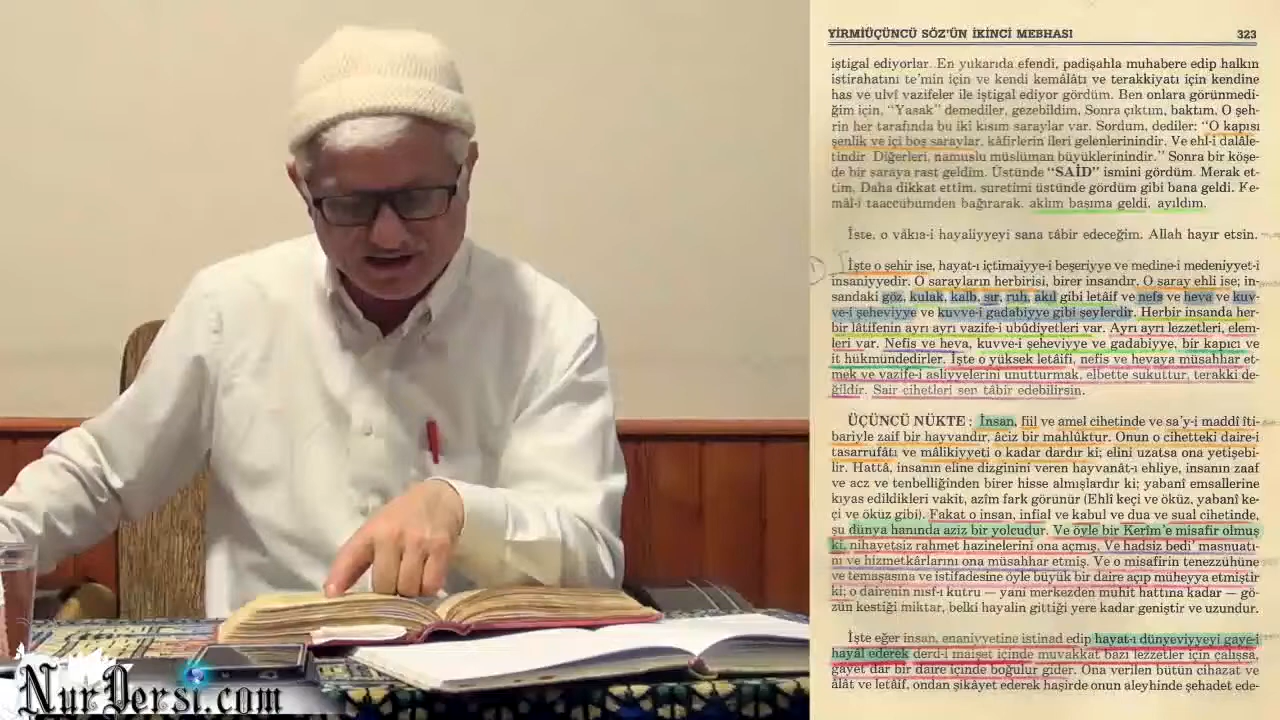 YİRMİÜÇÜNCÜ SÖZ'ÜN İKİNCİ MEBHASI 323
iştigal ediyorlar. En yukarıda efendi, padişahla muhabere edip halkın
istirahatını te'min için ve kendi kemâlâtı ve terakkiyatı için kendine
has ve ulvî vazifeler ile iştigal ediyor gördüm. Ben onlara görünmedi-
ğim için, "Yasak" demediler, gezebildim. Sonra çıktım, baktım. O şeh-
rin her tarafında bu iki kısım saraylar var. Sordum, dediler: "O kapısı
şenlik ve içi boş saraylar, kâfirlerin ileri gelenlerinindir. Ve ehl-i dalâle-
tindir. Diğerleri, namuslu müslüman büyüklerinindir." Sonra bir köşe-
de bir saraya rast geldim. Üstünde "SAİD" ismini gördüm. Merak et-
tim. Daha dikkat ettim, suretimi üstünde gördüm gibi bana geldi. Ke-
mâl-i taaccübümden bağırarak, aklım başıma geldi, ayıldım.
İşte, o vâkıa-i hayaliyyeyi sana tâbir edeceğim. Allah hayır etsin.
İşte o şehir ise, hayat-ı içtimaiyye-i beşeriyye ve medine-i medeniyyet-i
insaniyyedir. O sarayların herbirisi, birer insandır. O saray ehli ise; in-
sandaki göz, kulak, kalb, sır, ruh, akıl gibi letâif ve nefs ve heva ve kuv-
ve-i şeheviyye ve kuvve-i gadabiyye gibi şeylerdir. Herbir insanda her-
bir lâtifenin ayrı ayrı vazife-i ubûdiyetleri var. Ayrı ayrı lezzetleri, elem-
leri var. Nefis ve heva, kuvve-i şeheviyye ve gadabiyye, bir kapıcı ve
it hükmündedirler. İşte o yüksek letâifi, nefis ve hevaya müsahhar et-
mek ve vazife-i asliyyelerini unutturmak, elbette sukuttur, terakki de-
ğildir. Sair cihetleri sen tâbir edebilirsin.
ÜÇÜNCÜ NÜKTE : İnsan, fiil ve amel cihetinde ve sa'y-i maddî îti-
bariyle zaif bir hayvandır, âciz bir mahlûktur. Onun o cihetteki daire-i
tasarrufâtı ve mâlikiyyeti o kadar dardır ki; elini uzatsa ona yetişebi-
lir. Hattâ, insanın eline dizginini veren hayvanât-ı ehliye, insanın zaaf
ve acz ve tenbelliğinden birer hisse almışlardır ki; yabanî emsallerine
kıyas edildikleri vakit, azîm fark görünür (Ehlî keçi ve öküz, yabanî ke-
çi ve öküz gibi). Fakat o insan, infial ve kabul ve dua ve sual cihetinde,
şu dünya hanında aziz bir yolcudur. Ve öyle bir Kerîm'e misafir olmuş
ki, nihayetsiz rahmet hazinelerini ona açmış. Ve hadsiz bedi' masnuatı-
nı ve hizmetkârlarını ona müsahhar etmiş. Ve o misafirin tenezzühüne
ve temaşasına ve istifadesine öyle büyük bir daire açıp müheyya etmiştir
ki; o dairenin nısf-ı kutru — yani merkezden muhit hattına kadar — gö-
zün kestiği miktar, belki hayalin gittiği yere kadar geniştir ve uzundur.
İşte eğer insan, enaniyyetine istinad edip hayat-ı dünyeviyyeyi gaye-i
hayâl ederek derd-i maişet içinde muvakkat bazı lezzetler için çalışsa,
gayet dar bir daire içinde boğulur gider. Ona verilen bütün cihazat ve
âlât ve letâif, ondan şikâyet ederek haşirde onun aleyhinde şehadet ede-
NurDersi.com